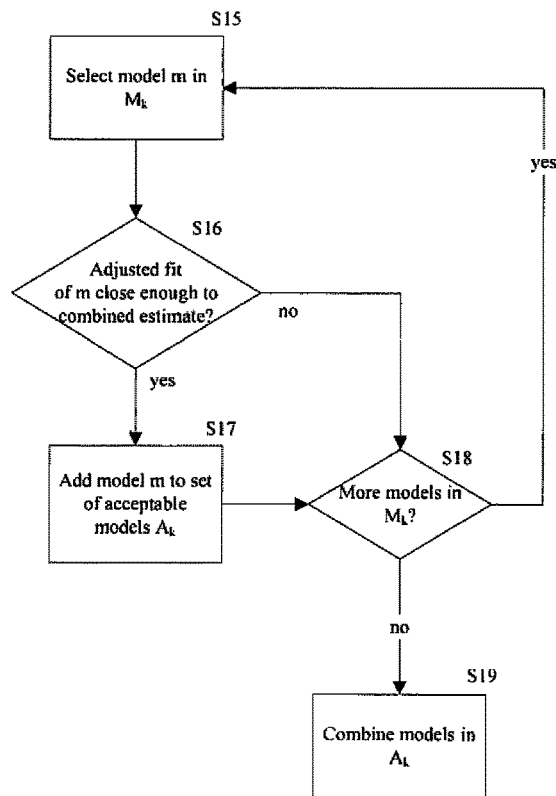 S15
Select model m in
Mk
yes
S16
Adjusted fit
of m close enough to
combined estimate?
no
yes
S17
Add model m to set
of acceptable
models Ak
S18
More models in
Mk?
no
S19
Combine models in
Ak